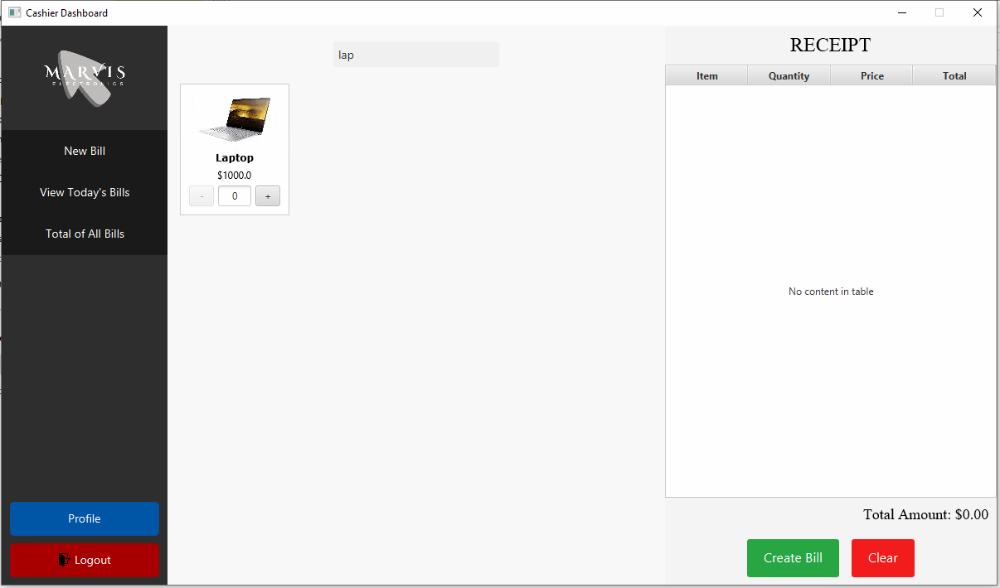 Cashier Dashboard
MARVIS
ELECTRONICS
New Bill
View Today's Bills
Total of All Bills
Profile
Logout
lap
Laptop
$1000.0
- 0 +
RECEIPT
Item Quantity Price Total
No content in table
Total Amount: $0.00
Create Bill Clear